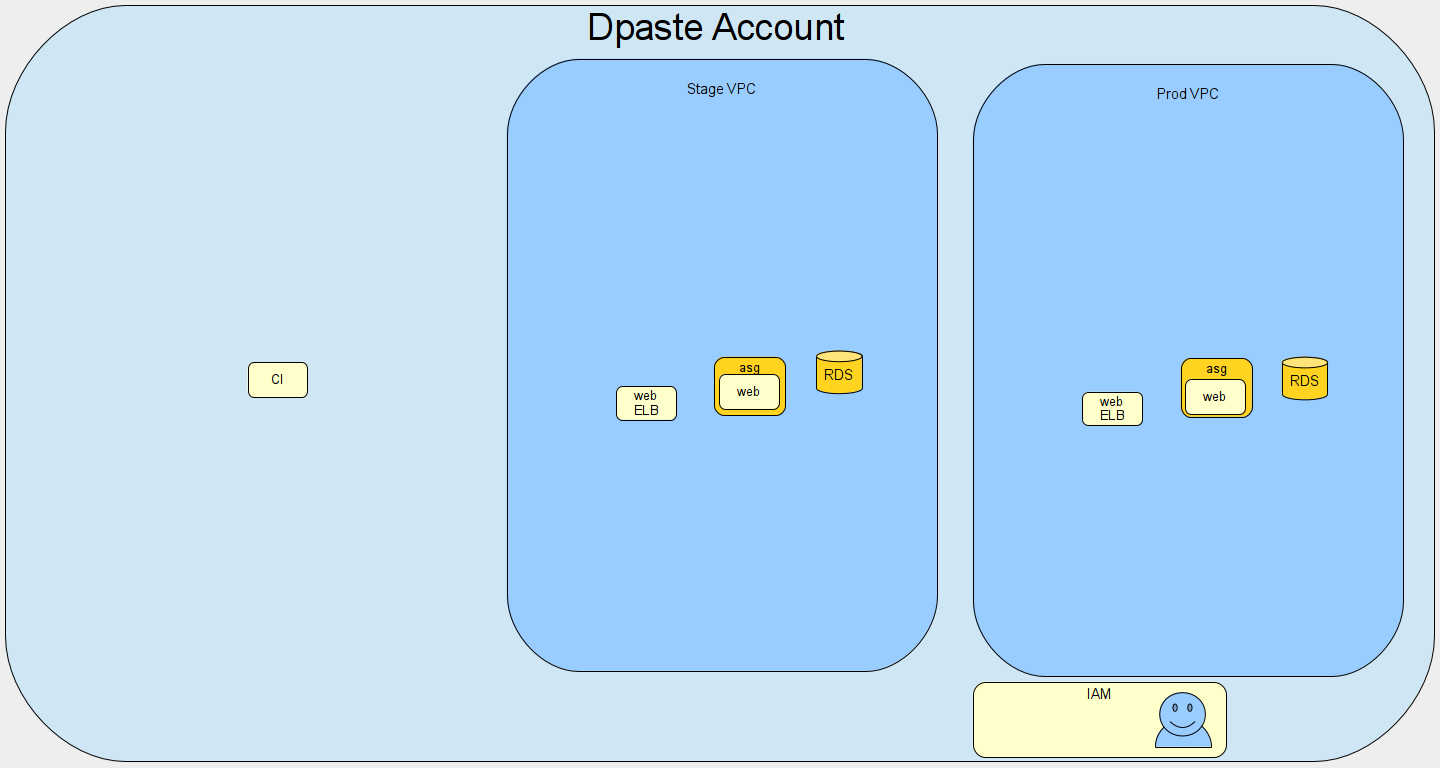 Dpaste Account
Stage VPC
Prod VPC
CI
web
ELB
asg
web
RDS
web
ELB
asg
web
RDS
IAM